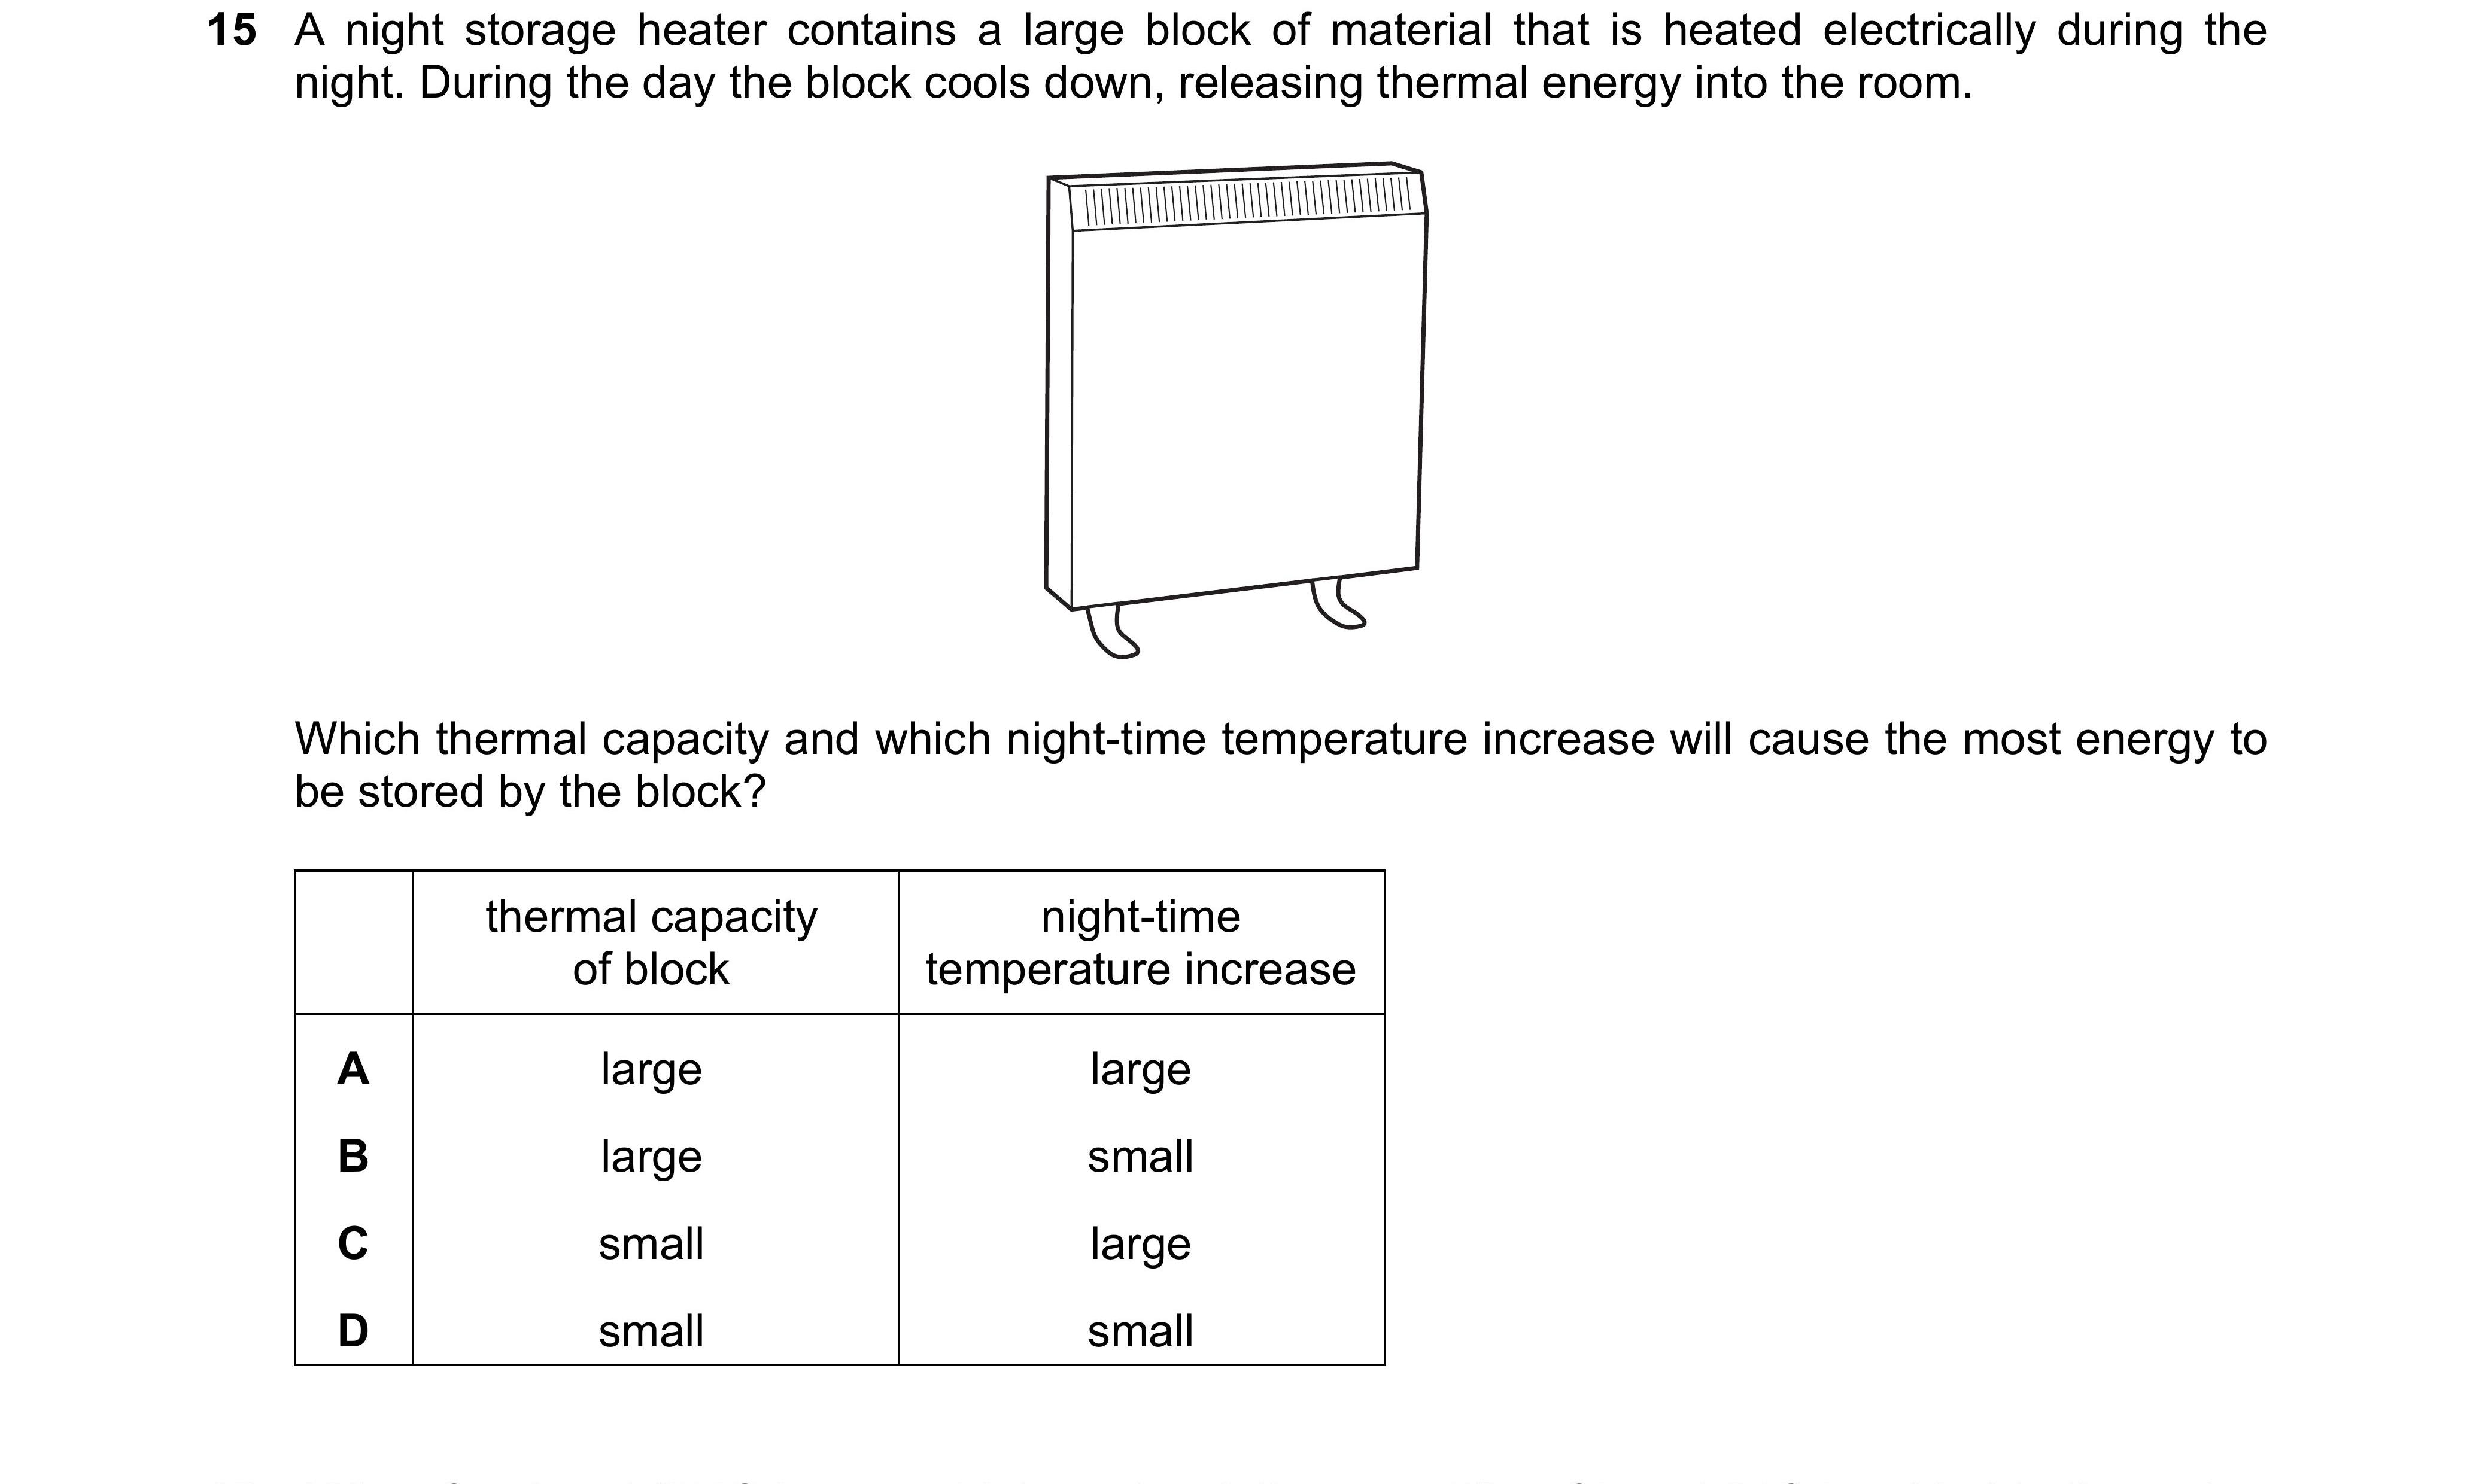 15 A night storage heater contains a large block of material that is heated electrically during the
night. During the day the block cools down, releasing thermal energy into the room.
Which thermal capacity and which night-time temperature increase will cause the most energy to
be stored by the block?
thermal capacity night-time
of block temperature increase
A large large
B large small
C small large
D small small